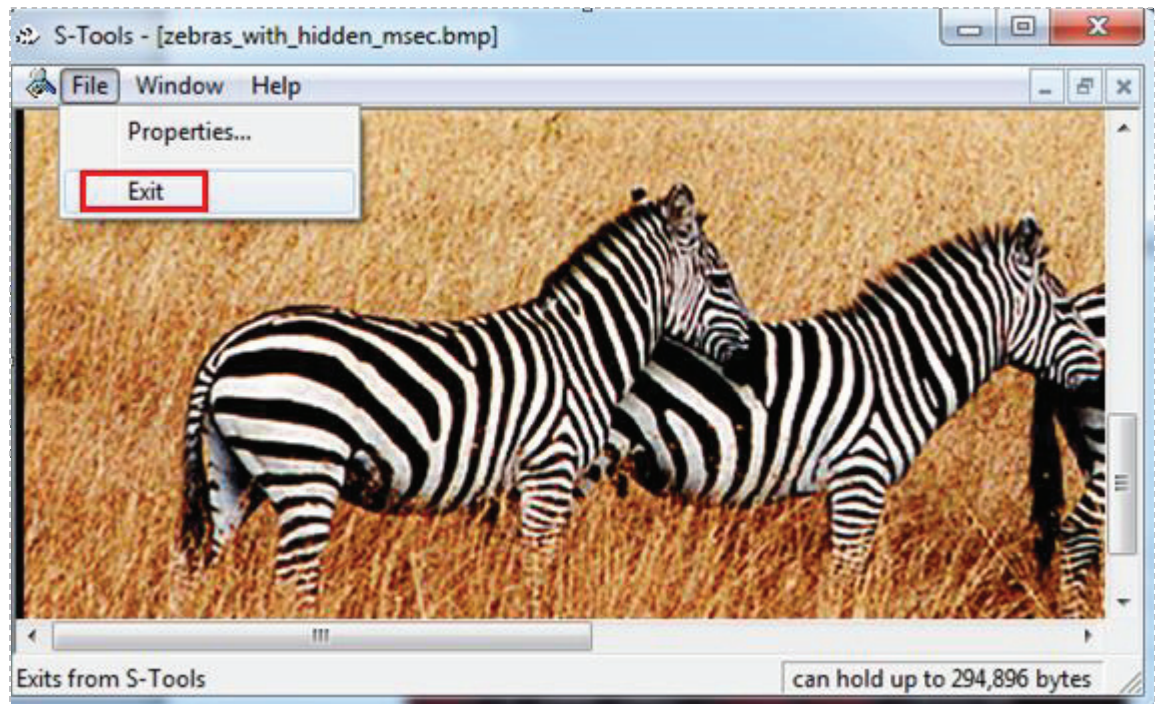 S-Tools - [zebras_with_hidden_msec.bmp]
File Window Help
Properties...
Exit
Exits from S-Tools can hold up to 294,896 bytes